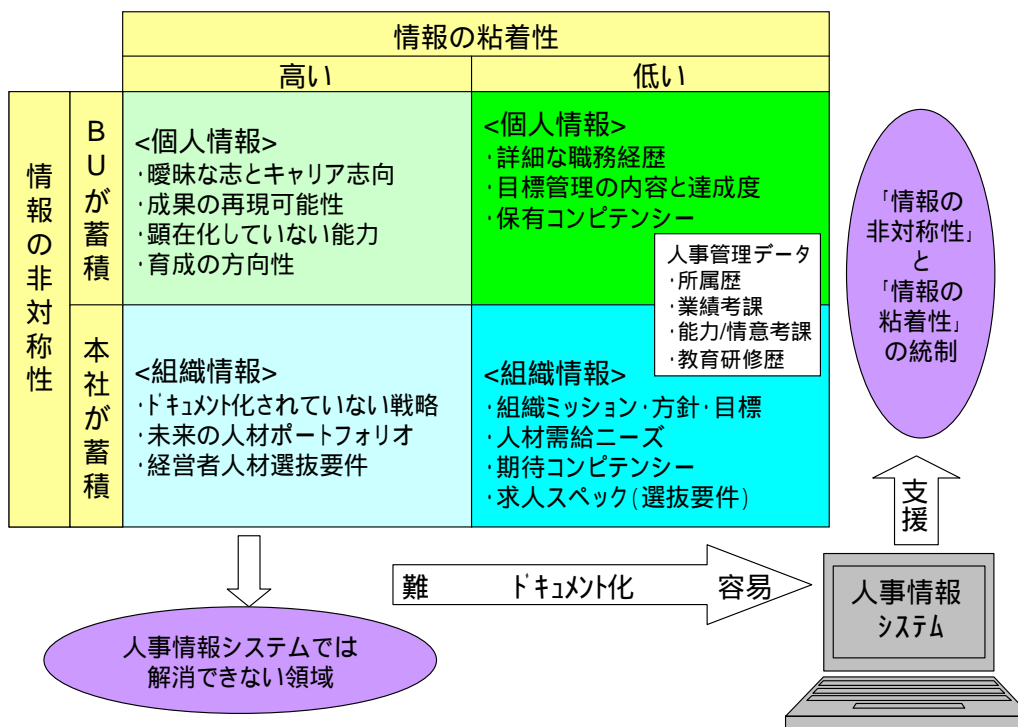 情報の粘着性
高い
低い
情報の非対称性
BUが蓄積
<個人情報>
・曖昧な志とキャリア志向
・成果の再現可能性
・顕在化していない能力
・育成の方向性
<個人情報>
・詳細な職務経歴
・目標管理の内容と達成度
・保有コンピテンシー
人事管理データ
・所属歴
・業績考課
・能力/情意考課
・教育研修歴
本社が蓄積
<組織情報>
・ドキュメント化されていない戦略
・未来の人材ポートフォリオ
・経営者人材選抜要件
<組織情報>
・組織ミッション・方針・目標
・人材需給ニーズ
・期待コンピテンシー
・求人スペック(選抜要件)
「情報の
非対称性」
と
「情報の
粘着性」
の統制
支援
難 ドキュメント化 容易
人事情報
システム
人事情報システムでは
解消できない領域